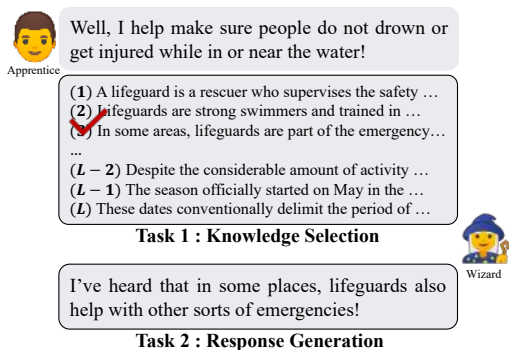 Well, I help make sure people do not drown or
get injured while in or near the water!
Apprentice
(1) A lifeguard is a rescuer who supervises the safety …
(2) Lifeguards are strong swimmers and trained in …
(3) In some areas, lifeguards are part of the emergency…
...
(L − 2) Despite the considerable amount of activity …
(L − 1) The season officially started on May in the …
(L) These dates conventionally delimit the period of …
Task 1 : Knowledge Selection
Wizard
I've heard that in some places, lifeguards also
help with other sorts of emergencies!
Task 2 : Response Generation